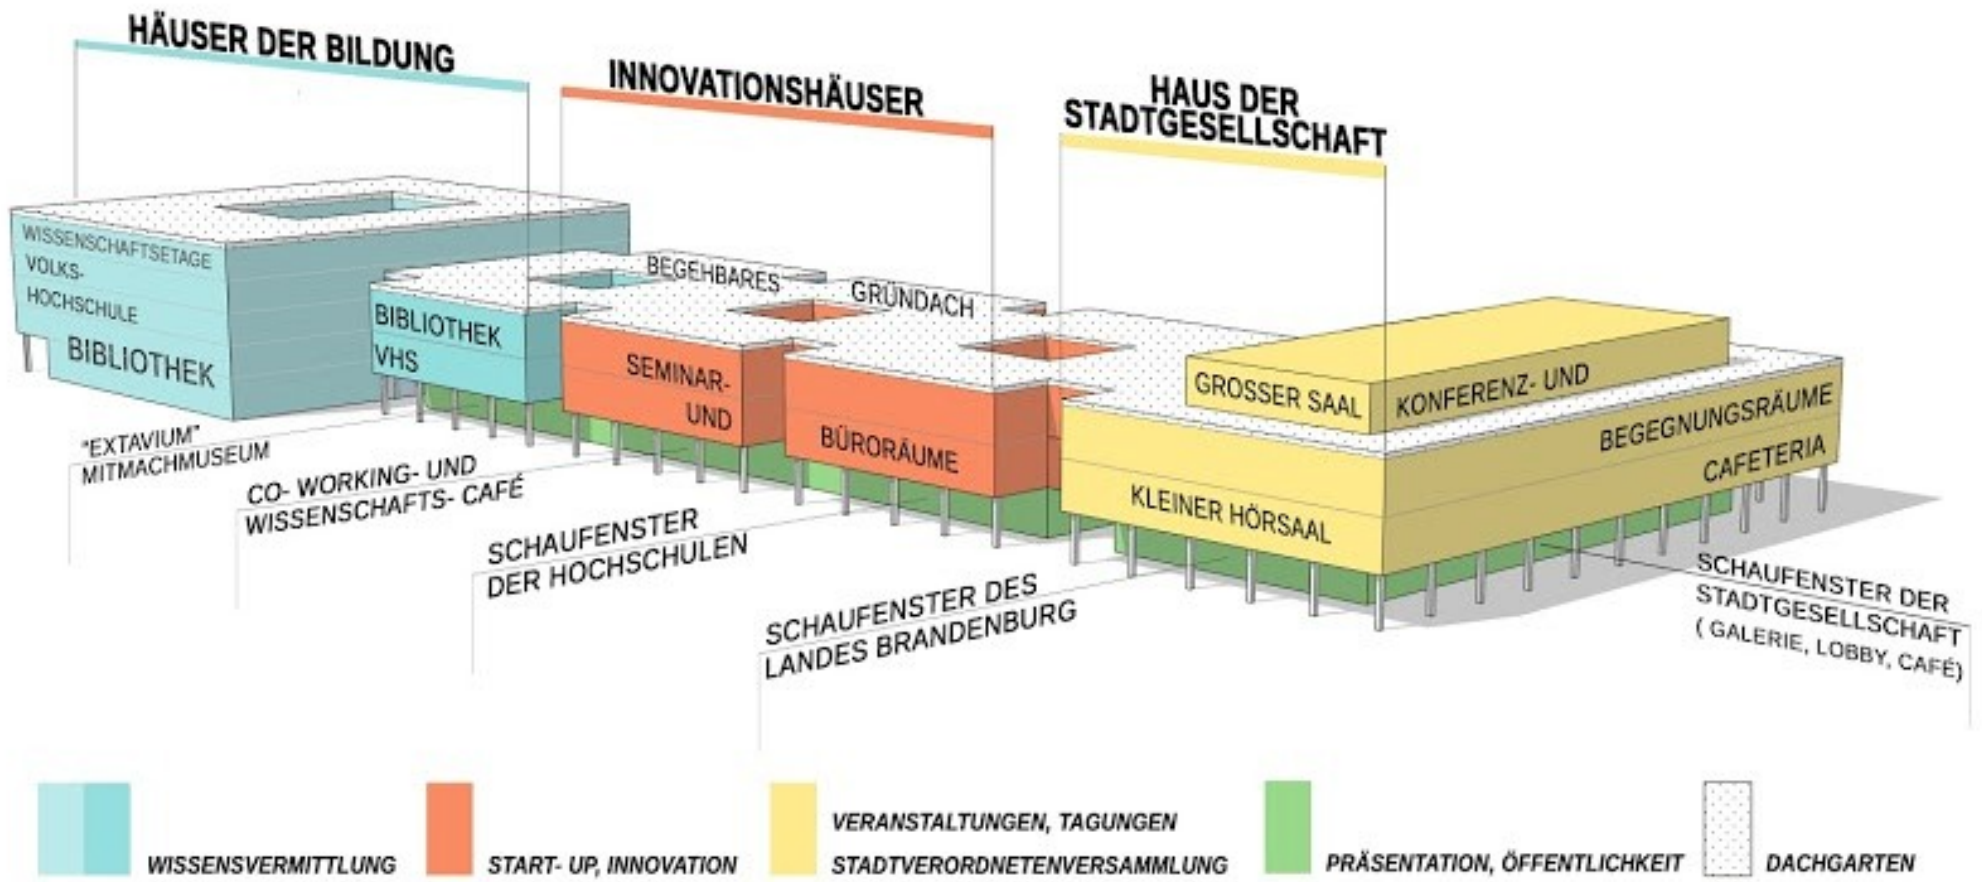 HÄUSER DER BILDUNG
INNOVATIONSHÄUSER
HAUS DER
STADTGESELLSCHAFT
WISSENSCHAFTSETAGE
VOLKS-
HOCHSCHULE
BIBLIOTHEK
BIBLIOTHEK
VHS
BEGEHBARES
GRÜNDACH
SEMINAR-
UND
BÜRORÄUME
GROSSER SAAL
KONFERENZ- UND
BEGEGNUNGSRÄUME
CAFETERIA
KLEINER HÖRSAAL
"EXTAVIUM"
MITMACHMUSEUM
CO- WORKING- UND
WISSENSCHAFTS- CAFÉ
SCHAUFENSTER
DER HOCHSCHULEN
SCHAUFENSTER DES
LANDES BRANDENBURG
SCHAUFENSTER DER
STADTGESELLSCHAFT
( GALERIE, LOBBY, CAFÉ)
WISSENSVERMITTLUNG
START- UP, INNOVATION
VERANSTALTUNGEN, TAGUNGEN
STADTVERORDNETENVERSAMMLUNG
PRÄSENTATION, ÖFFENTLICHKEIT
DACHGARTEN